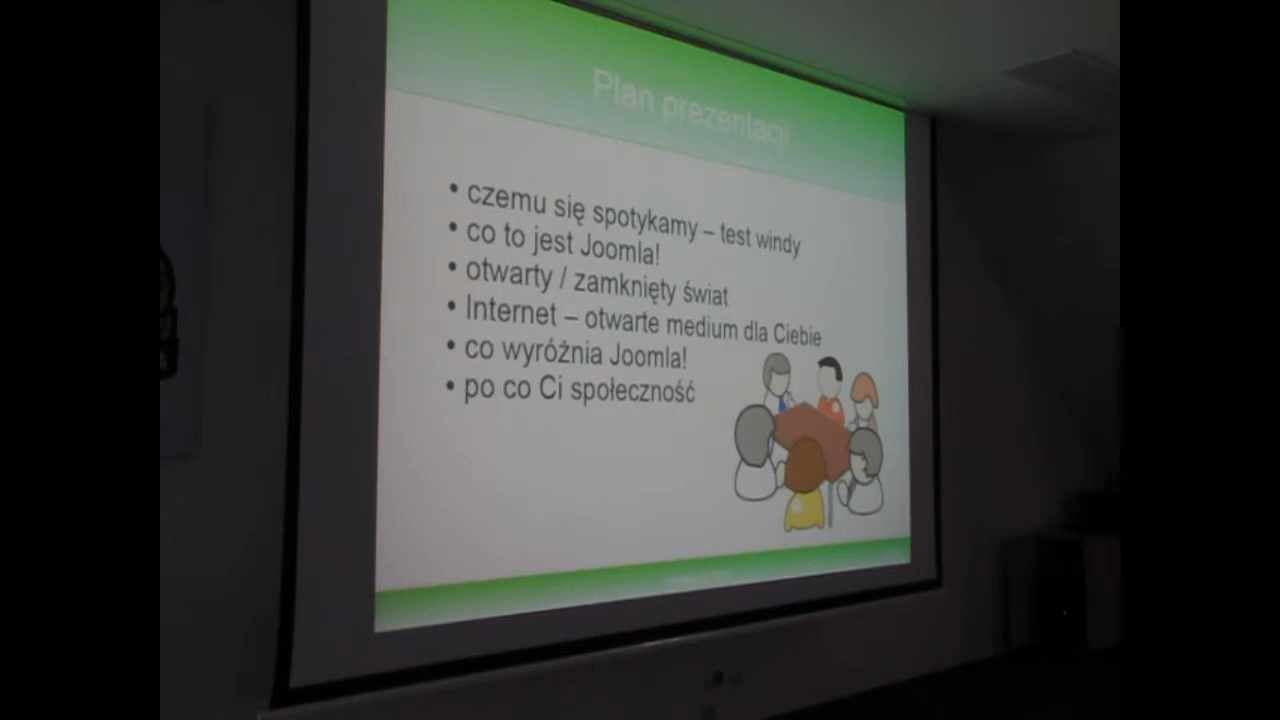 Plan prezentacji
• czemu się spotykamy – test windy
• co to jest Joomla!
• otwarty / zamknięty świat
• Internet – otwarte medium dla Ciebie
• co wyróżnia Joomla!
• po co Ci społeczność